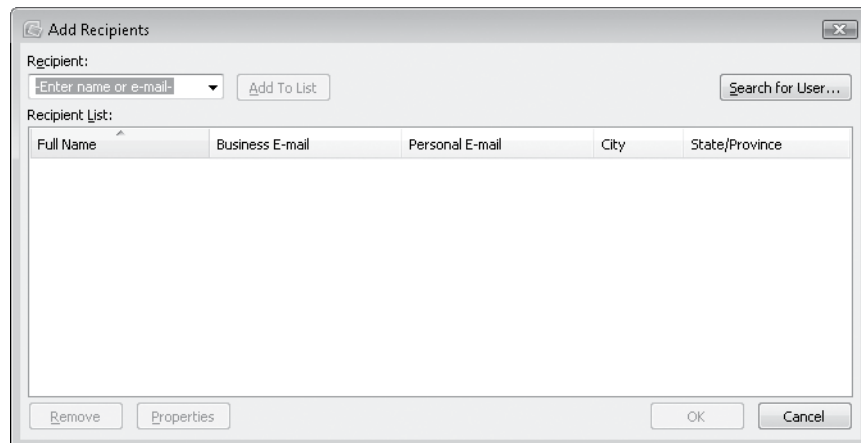 Add Recipients
Recipient:
-Enter name or e-mail-
Add To List
Search for User...
Recipient List:
Full Name Business E-mail Personal E-mail City State/Province
Remove Properties OK Cancel